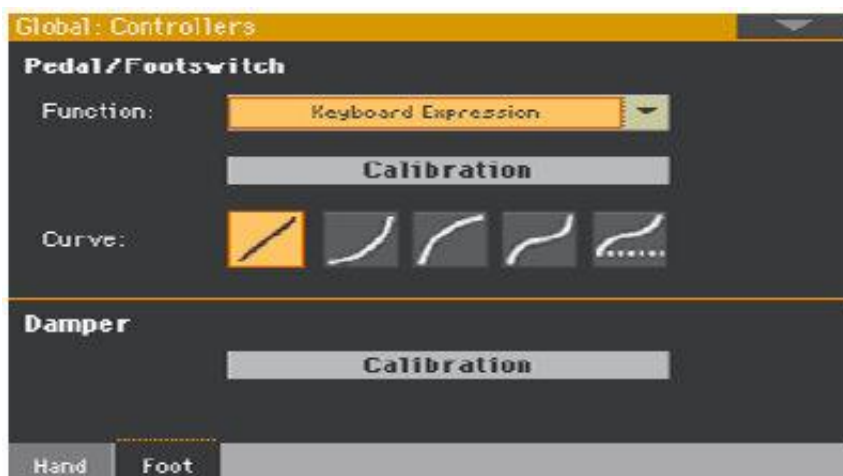 Global: Controllers
Pedal/Footswitch
Function: Keyboard Expression
Calibration
Curve:
Damper
Calibration
Hand Foot